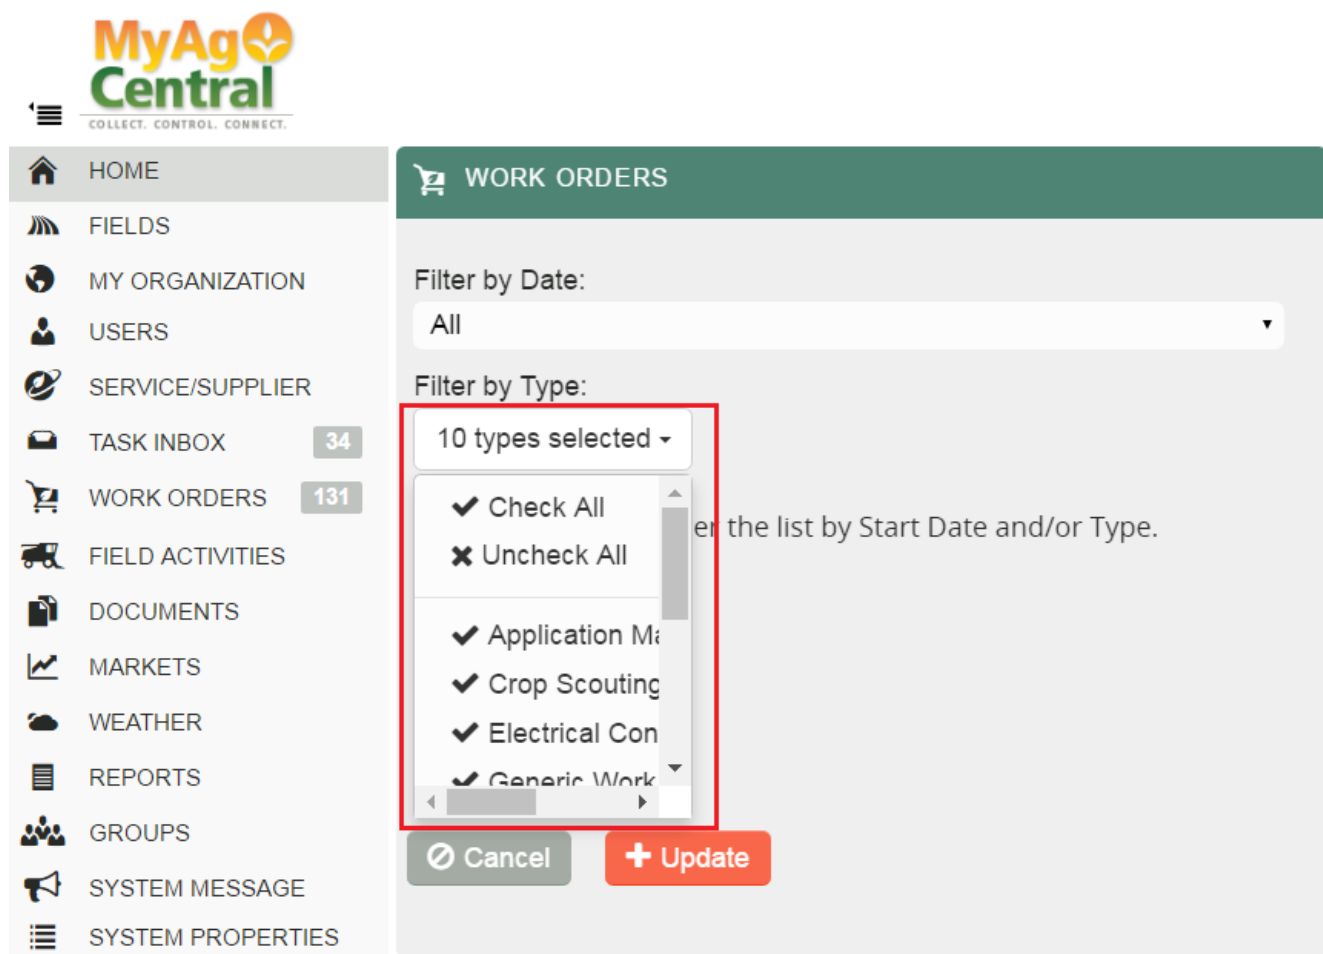 MyAg
Central
COLLECT. CONTROL. CONNECT.
HOME
FIELDS
MY ORGANIZATION
USERS
SERVICE/SUPPLIER
TASK INBOX 34
WORK ORDERS 131
FIELD ACTIVITIES
DOCUMENTS
MARKETS
WEATHER
REPORTS
GROUPS
SYSTEM MESSAGE
SYSTEM PROPERTIES
WORK ORDERS
Filter by Date:
All
Filter by Type:
10 types selected
Check All
Uncheck All
Application
Crop Scouting
Electrical Con
Generic Work
the list by Start Date and/or Type.
Cancel
Update